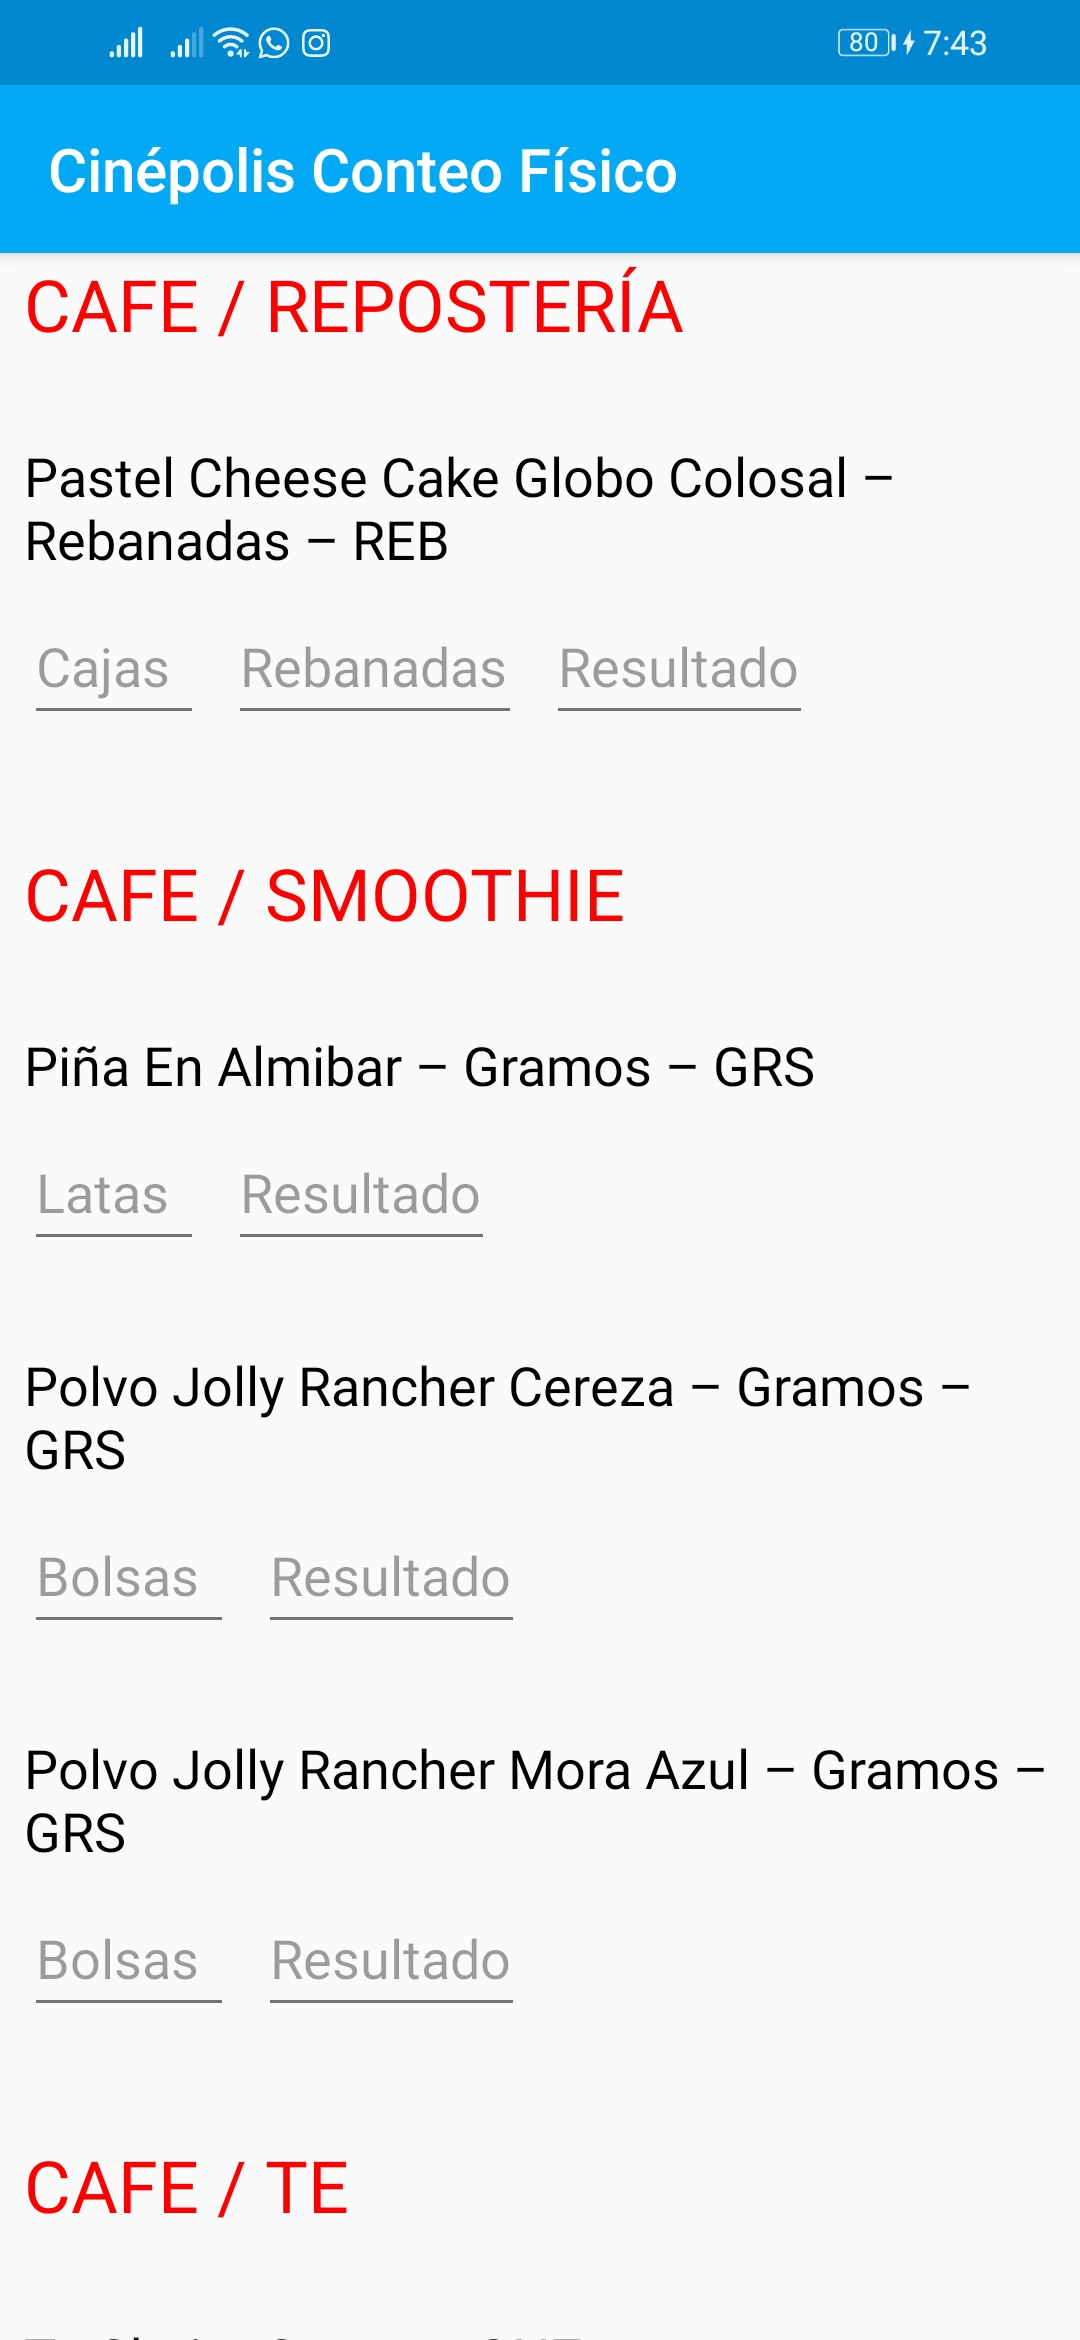 80 7:43
Cinépolis Conteo Físico
CAFE / REPOSTERÍA
Pastel Cheese Cake Globo Colosal –
Rebanadas – REB
Cajas Rebanadas Resultado
CAFE / SMOOTHIE
Piña En Almibar – Gramos – GRS
Latas Resultado
Polvo Jolly Rancher Cereza – Gramos –
GRS
Bolsas Resultado
Polvo Jolly Rancher Mora Azul – Gramos –
GRS
Bolsas Resultado
CAFE / TE